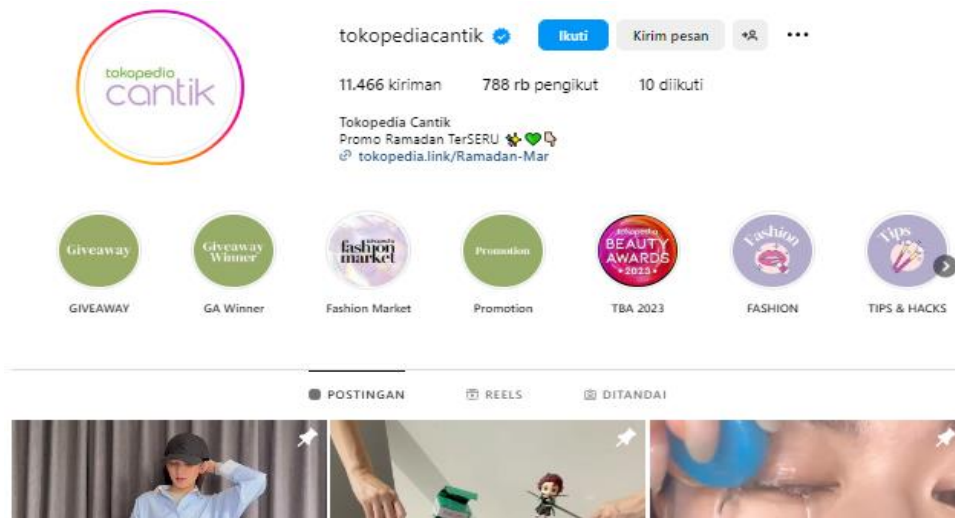 tokopedia
cantik
tokopediacantik
Ikuti
Kirim pesan
11.466 kiriman
788 rb pengikut
10 diikuti
Tokopedia Cantik
Promo Ramadan TerSERU ✨💚👇🏻
tokopedia.link/Ramadan-Mar
Giveaway
Giveaway
Winner
tokopedia
fashion
market
Promotion
tokopedia
BEAUTY
AWARDS
2023
Fashion
Tips
GIVEAWAY
GA Winner
Fashion Market
Promotion
TBA 2023
FASHION
TIPS & HACKS
POSTINGAN
REELS
DITANDAI